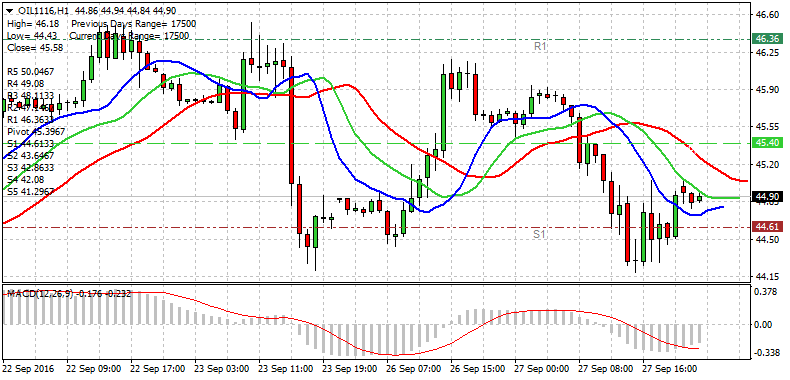 OIL1116,H1 44.86 44.94 44.84 44.90
High= 46.18 Previous Days Range= 17500
Low= 44.43 Current Days Range= 17500
Close= 45.58
R5 50.0467
R4 49.08
R3 48.1133
R1 46.3633
Pivot 45.3967
S1 44.6133
S2 43.6467
S3 42.8633
S4 42.08
S5 41.2967
R1
S1
46.60
46.36
46.25
45.90
45.55
45.40
45.20
44.90
44.85
44.61
44.50
44.15
MACD(12,26,9) -0.176 -0.232
0.378
0.00
-0.338
22 Sep 2016
22 Sep 09:00
22 Sep 17:00
23 Sep 03:00
23 Sep 11:00
23 Sep 19:00
26 Sep 07:00
26 Sep 15:00
27 Sep 00:00
27 Sep 08:00
27 Sep 16:00